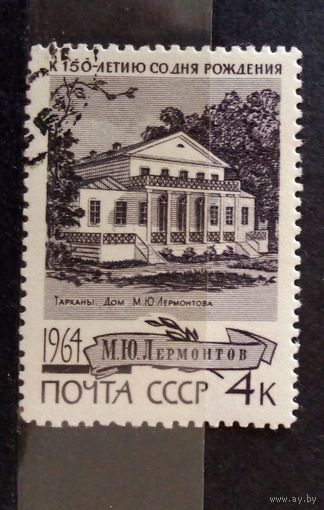 К 150-ЛЕТИЮ СО ДНЯ РОЖДЕНИЯ
ТАРХАНЫ. ДОМ М.Ю.ЛЕРМОНТОВА
1964
М.Ю.ЛЕРМОНТОВ
ПОЧТА СССР 4К
www.ay.by